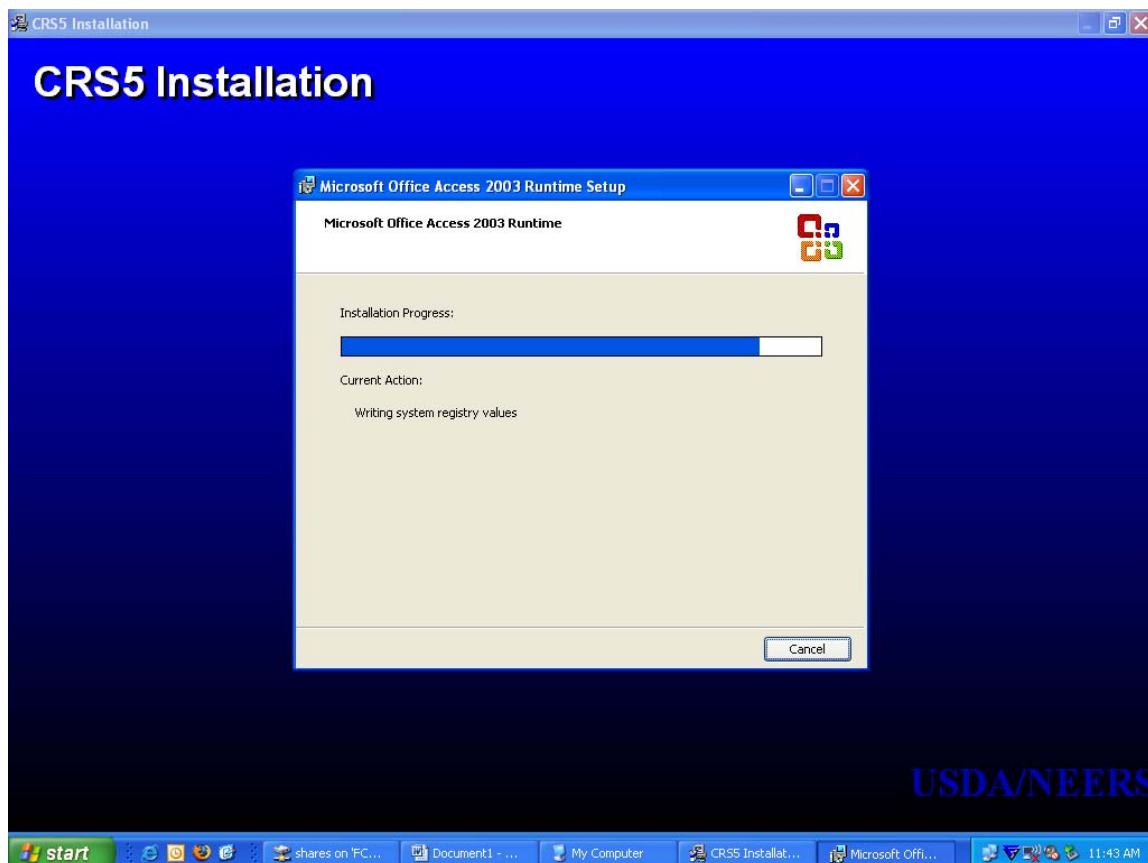 CRS5 Installation
CRS5 Installation
Microsoft Office Access 2003 Runtime Setup
Microsoft Office Access 2003 Runtime
Installation Progress:
Current Action:
Writing system registry values
Cancel
USDA/NEERS
start
shares on 'FC...
Document1 - ...
My Computer
CRS5 Installat...
Microsoft Offi...
11:43 AM